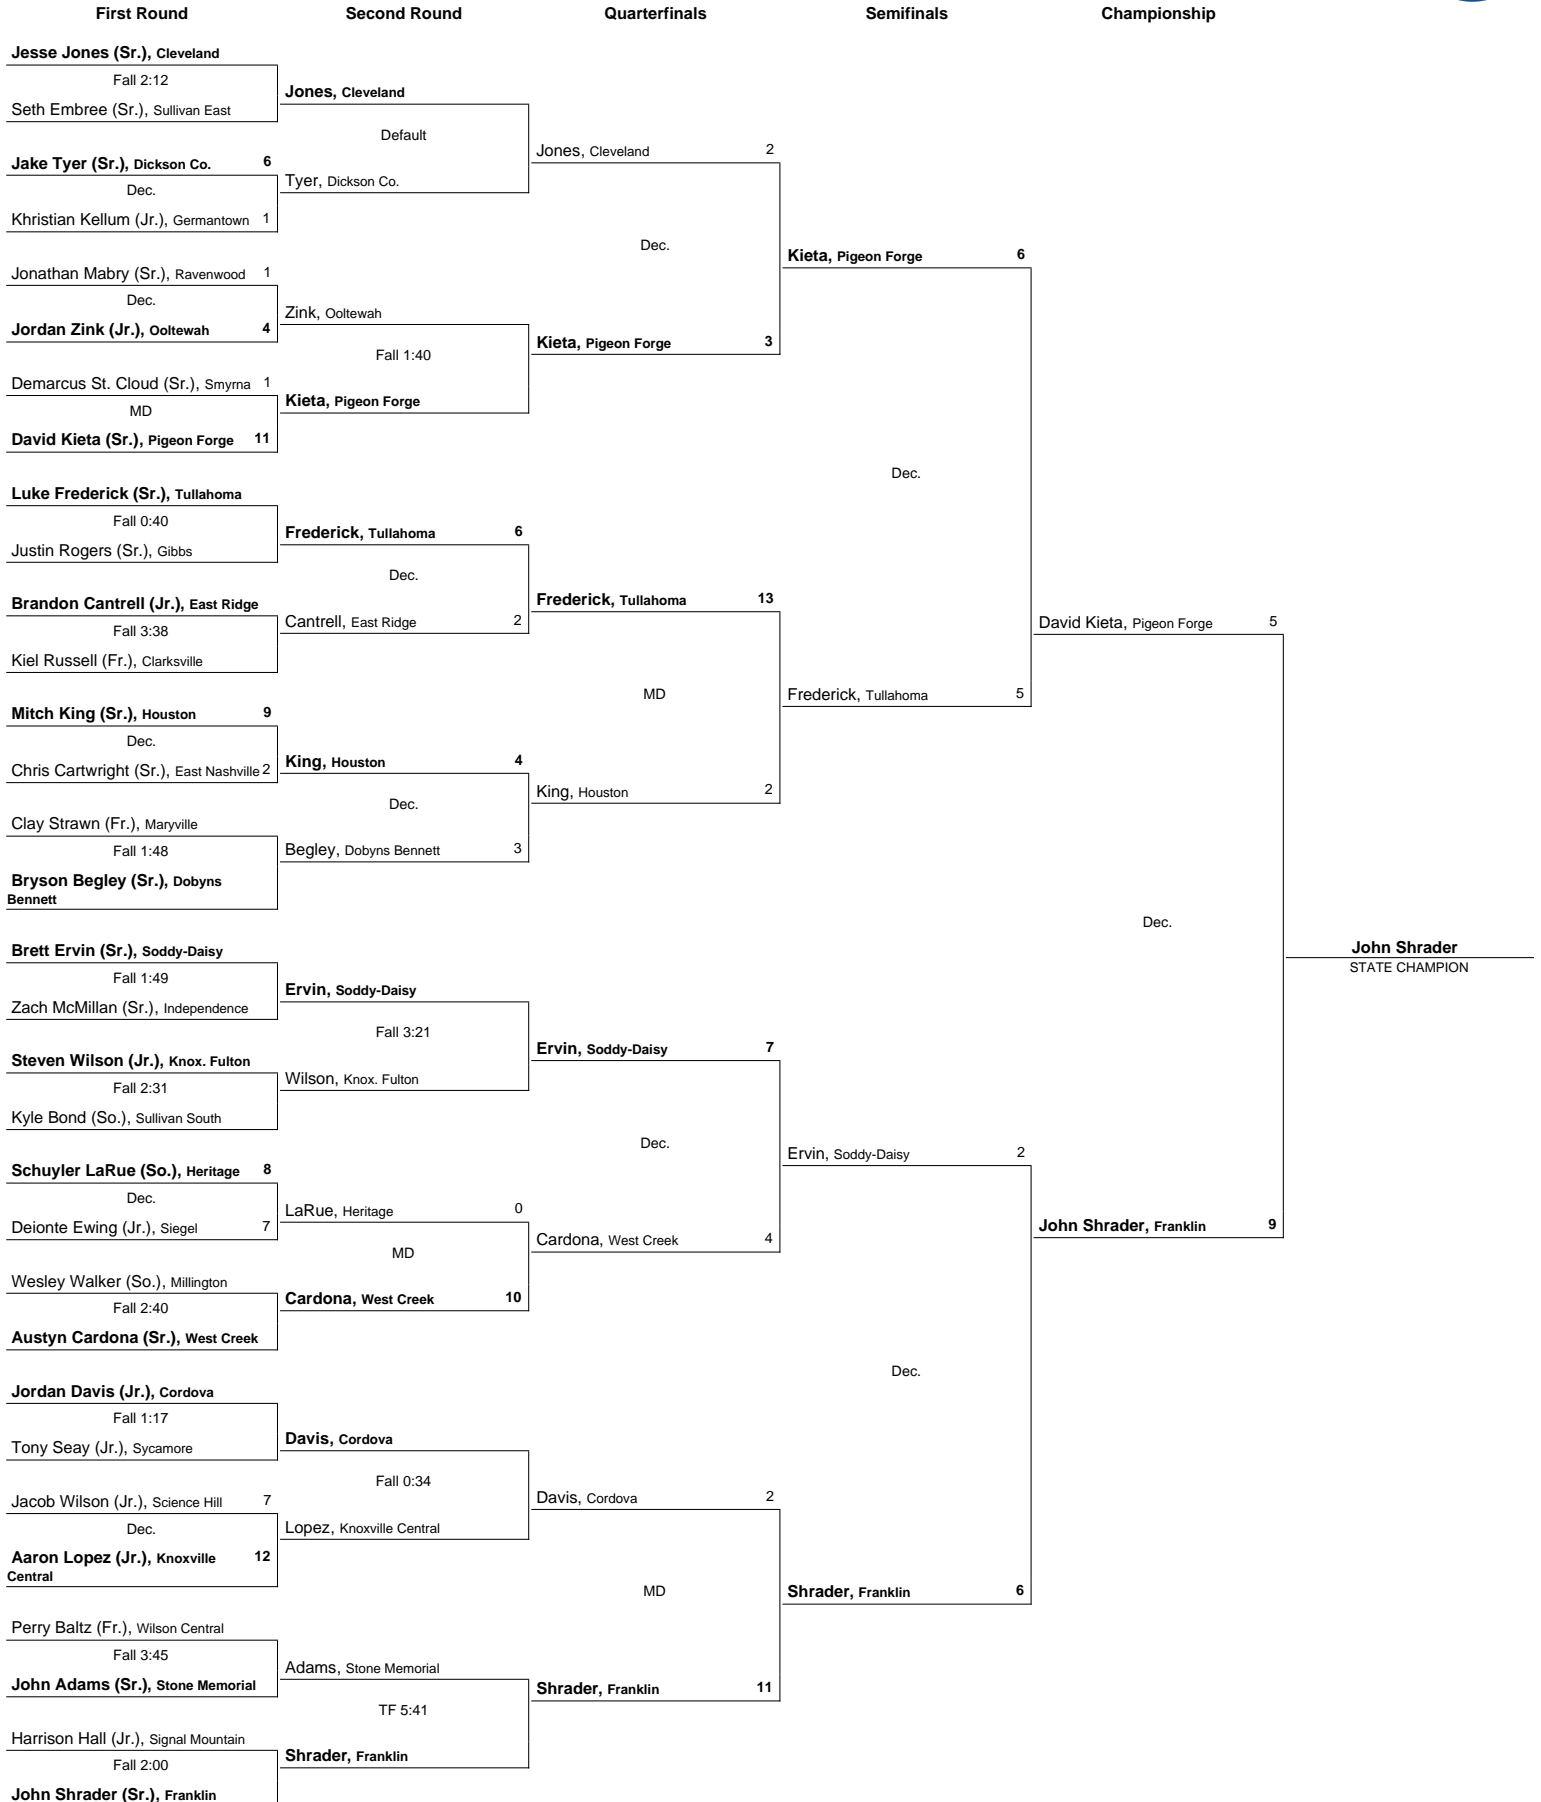 First Round
Second Round
Quarterfinals
Semifinals
Championship
Jesse Jones (Sr.), Cleveland
Fall 2:12
Seth Embree (Sr.), Sullivan East
Jake Tyer (Sr.), Dickson Co. 6
Dec.
Khristian Kellum (Jr.), Germantown 1
Jonathan Mabry (Sr.), Ravenwood 1
Dec.
Jordan Zink (Jr.), Ooltewah 4
Demarcus St. Cloud (Sr.), Smyrna 1
MD
David Kieta (Sr.), Pigeon Forge 11
Luke Frederick (Sr.), Tullahoma
Fall 0:40
Justin Rogers (Sr.), Gibbs
Brandon Cantrell (Jr.), East Ridge
Fall 3:38
Kiel Russell (Fr.), Clarksville
Mitch King (Sr.), Houston 9
Dec.
Chris Cartwright (Sr.), East Nashville 2
Clay Strawn (Fr.), Maryville
Fall 1:48
Bryson Begley (Sr.), Dobyns
Bennett
Brett Ervin (Sr.), Soddy-Daisy
Fall 1:49
Zach McMillan (Sr.), Independence
Steven Wilson (Jr.), Knox. Fulton
Fall 2:31
Kyle Bond (So.), Sullivan South
Schuyler LaRue (So.), Heritage 8
Dec.
Deionte Ewing (Jr.), Siegel 7
Wesley Walker (So.), Millington
Fall 2:40
Austyn Cardona (Sr.), West Creek
Jordan Davis (Jr.), Cordova
Fall 1:17
Tony Seay (Jr.), Sycamore
Jacob Wilson (Jr.), Science Hill 7
Dec.
Aaron Lopez (Jr.), Knoxville 12
Central
Perry Baltz (Fr.), Wilson Central
Fall 3:45
John Adams (Sr.), Stone Memorial
Harrison Hall (Jr.), Signal Mountain
Fall 2:00
John Shrader (Sr.), Franklin
Jones, Cleveland
Default
Tyer, Dickson Co.
Zink, Ooltewah
Fall 1:40
Kieta, Pigeon Forge
Frederick, Tullahoma 6
Dec.
Cantrell, East Ridge 2
King, Houston 4
Dec.
Begley, Dobyns Bennett 3
Ervin, Soddy-Daisy
Fall 3:21
Wilson, Knox. Fulton
LaRue, Heritage 0
MD
Cardona, West Creek 10
Davis, Cordova
Fall 0:34
Lopez, Knoxville Central
Adams, Stone Memorial
TF 5:41
Shrader, Franklin
Jones, Cleveland 2
Dec.
Kieta, Pigeon Forge 3
Frederick, Tullahoma 13
MD
King, Houston 2
Ervin, Soddy-Daisy 7
Dec.
Cardona, West Creek 4
Davis, Cordova 2
MD
Shrader, Franklin 11
Kieta, Pigeon Forge 6
Dec.
Frederick, Tullahoma 5
Ervin, Soddy-Daisy 2
Dec.
Shrader, Franklin 6
David Kieta, Pigeon Forge 5
Dec.
John Shrader, Franklin 9
John Shrader
STATE CHAMPION